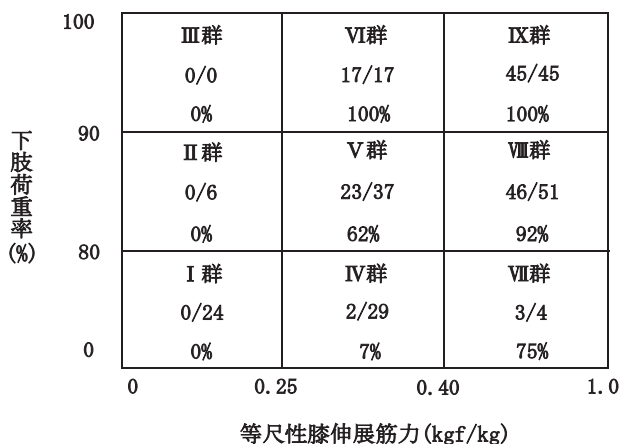 100
Ⅲ群 Ⅵ群 Ⅸ群
0/0 17/17 45/45
0% 100% 100%
90
Ⅱ群 Ⅴ群 Ⅷ群
0/6 23/37 46/51
0% 62% 92%
80
Ⅰ群 Ⅳ群 Ⅶ群
0/24 2/29 3/4
0% 7% 75%
0
下肢荷重率(%)
0 0.25 0.40 1.0
等尺性膝伸展筋力(kgf/kg)